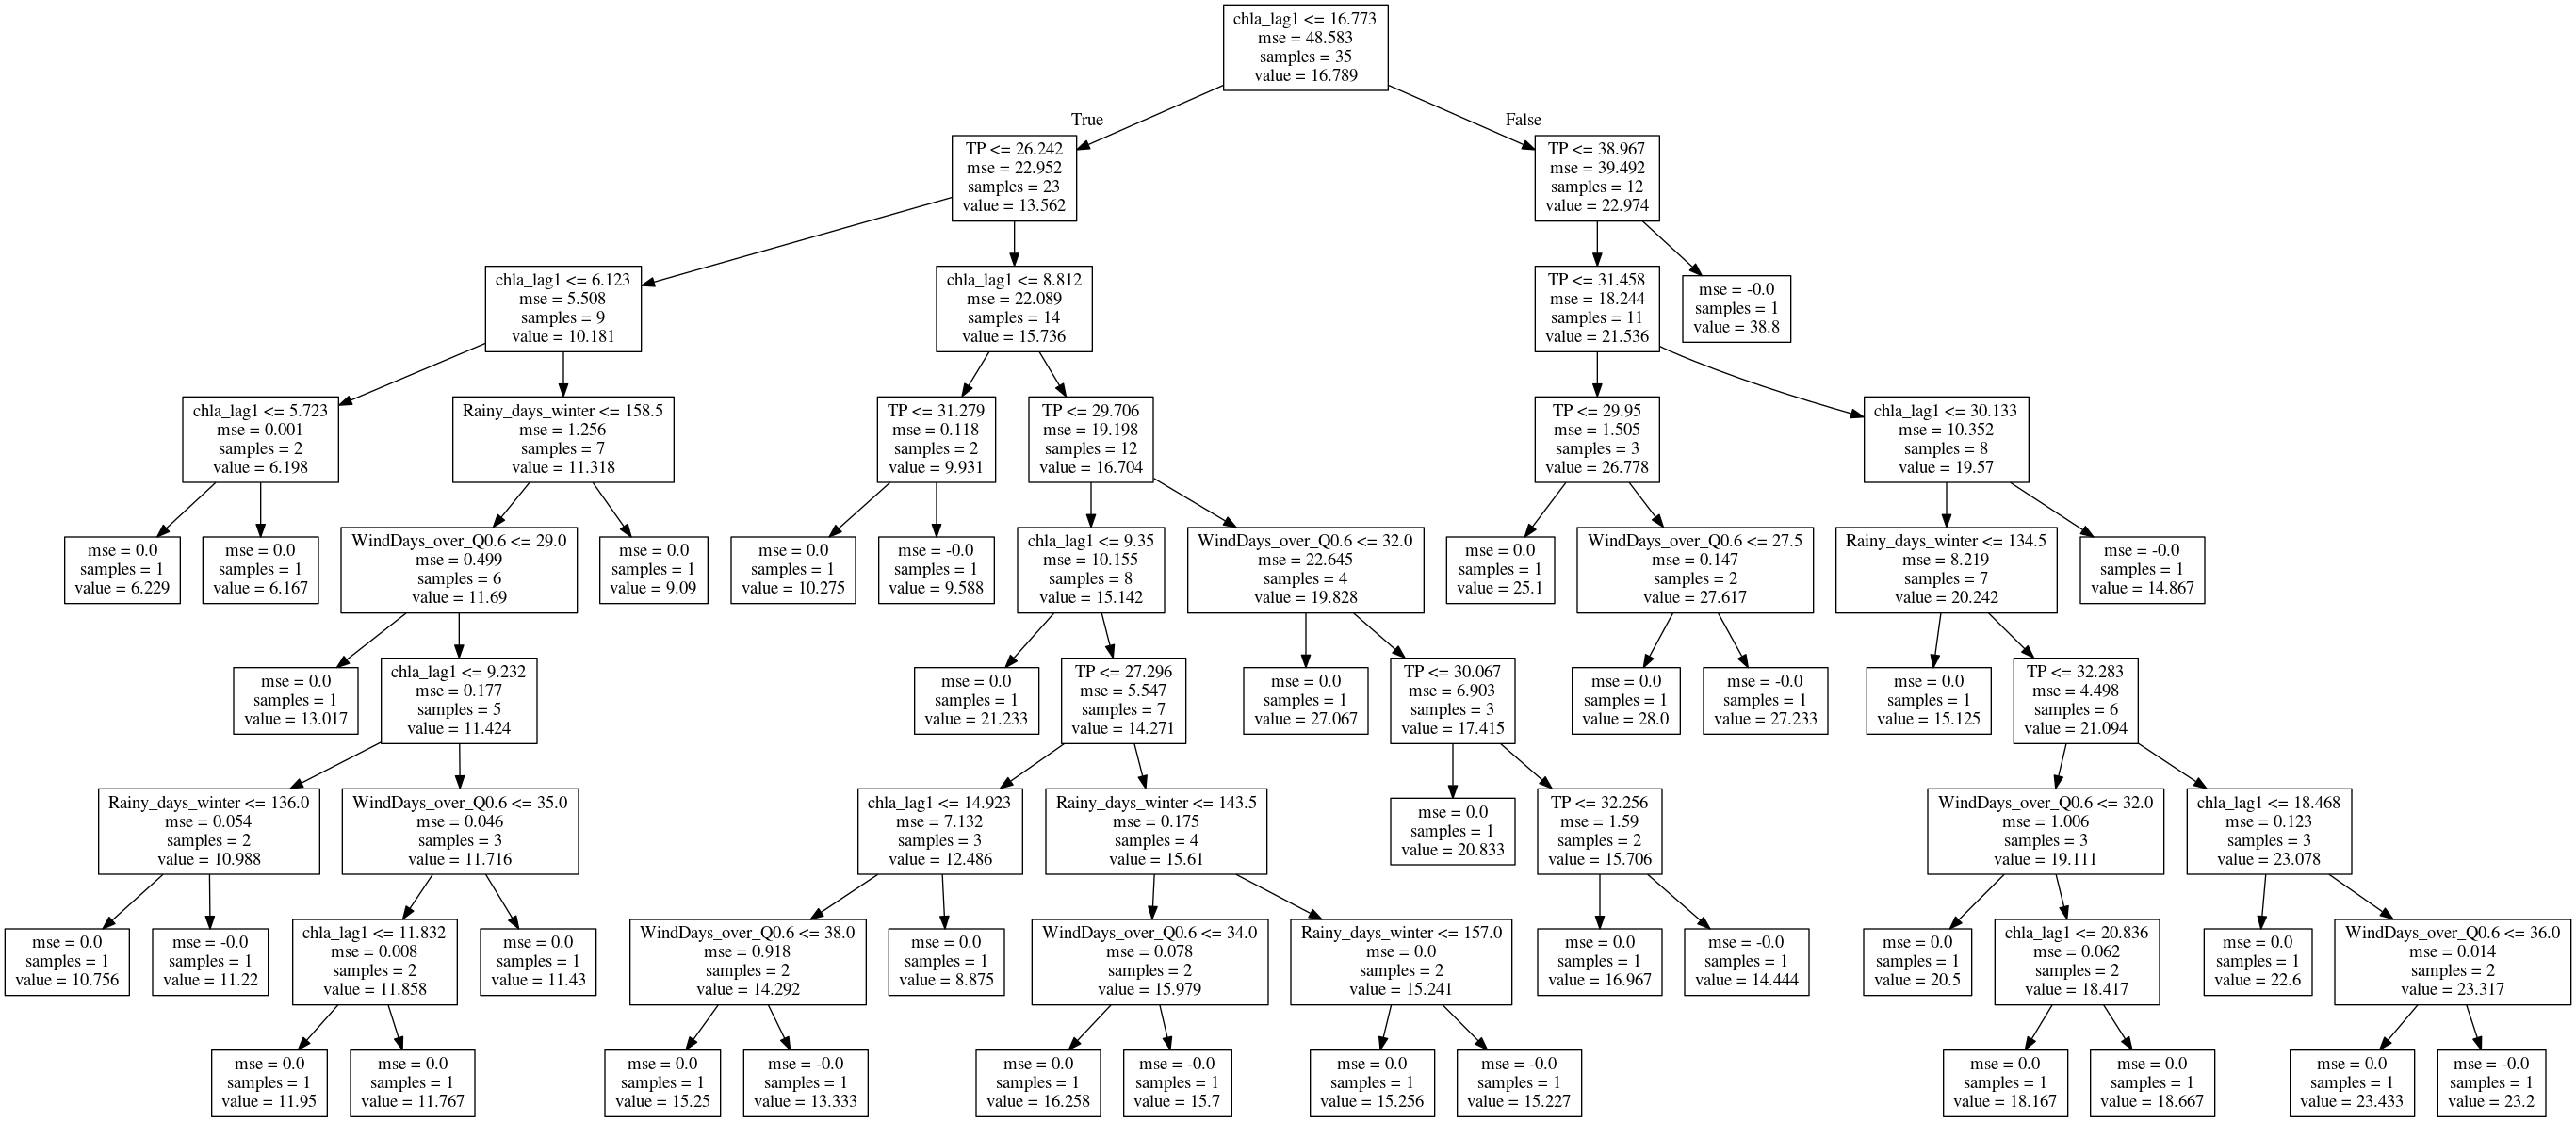 chla_lag1 <= 16.773
mse = 48.583
samples = 35
value = 16.789
True
False
TP <= 26.242
mse = 22.952
samples = 23
value = 13.562
TP <= 38.967
mse = 39.492
samples = 12
value = 22.974
chla_lag1 <= 6.123
mse = 5.508
samples = 9
value = 10.181
chla_lag1 <= 8.812
mse = 22.089
samples = 14
value = 15.736
TP <= 31.458
mse = 18.244
samples = 11
value = 21.536
mse = -0.0
samples = 1
value = 38.8
chla_lag1 <= 5.723
mse = 0.001
samples = 2
value = 6.198
Rainy_days_winter <= 158.5
mse = 1.256
samples = 7
value = 11.318
TP <= 31.279
mse = 0.118
samples = 2
value = 9.931
TP <= 29.706
mse = 19.198
samples = 12
value = 16.704
TP <= 29.95
mse = 1.505
samples = 3
value = 26.778
chla_lag1 <= 30.133
mse = 10.352
samples = 8
value = 19.57
mse = 0.0
samples = 1
value = 6.229
mse = 0.0
samples = 1
value = 6.167
WindDays_over_Q0.6 <= 29.0
mse = 0.499
samples = 6
value = 11.69
mse = 0.0
samples = 1
value = 9.09
mse = 0.0
samples = 1
value = 10.275
mse = -0.0
samples = 1
value = 9.588
chla_lag1 <= 9.35
mse = 10.155
samples = 8
value = 15.142
WindDays_over_Q0.6 <= 32.0
mse = 22.645
samples = 4
value = 19.828
mse = 0.0
samples = 1
value = 25.1
WindDays_over_Q0.6 <= 27.5
mse = 0.147
samples = 2
value = 27.617
Rainy_days_winter <= 134.5
mse = 8.219
samples = 7
value = 20.242
mse = -0.0
samples = 1
value = 14.867
mse = 0.0
samples = 1
value = 13.017
chla_lag1 <= 9.232
mse = 0.177
samples = 5
value = 11.424
mse = 0.0
samples = 1
value = 21.233
TP <= 27.296
mse = 5.547
samples = 7
value = 14.271
mse = 0.0
samples = 1
value = 27.067
TP <= 30.067
mse = 6.903
samples = 3
value = 17.415
mse = 0.0
samples = 1
value = 28.0
mse = -0.0
samples = 1
value = 27.233
mse = 0.0
samples = 1
value = 15.125
TP <= 32.283
mse = 4.498
samples = 6
value = 21.094
Rainy_days_winter <= 136.0
mse = 0.054
samples = 2
value = 10.988
WindDays_over_Q0.6 <= 35.0
mse = 0.046
samples = 3
value = 11.716
chla_lag1 <= 14.923
mse = 7.132
samples = 3
value = 12.486
Rainy_days_winter <= 143.5
mse = 0.175
samples = 4
value = 15.61
mse = 0.0
samples = 1
value = 20.833
TP <= 32.256
mse = 1.59
samples = 2
value = 15.706
WindDays_over_Q0.6 <= 32.0
mse = 1.006
samples = 3
value = 19.111
chla_lag1 <= 18.468
mse = 0.123
samples = 3
value = 23.078
mse = 0.0
samples = 1
value = 10.756
mse = -0.0
samples = 1
value = 11.22
chla_lag1 <= 11.832
mse = 0.008
samples = 2
value = 11.858
mse = 0.0
samples = 1
value = 11.43
WindDays_over_Q0.6 <= 38.0
mse = 0.918
samples = 2
value = 14.292
mse = 0.0
samples = 1
value = 8.875
WindDays_over_Q0.6 <= 34.0
mse = 0.078
samples = 2
value = 15.979
Rainy_days_winter <= 157.0
mse = 0.0
samples = 2
value = 15.241
mse = 0.0
samples = 1
value = 16.967
mse = -0.0
samples = 1
value = 14.444
mse = 0.0
samples = 1
value = 20.5
chla_lag1 <= 20.836
mse = 0.062
samples = 2
value = 18.417
mse = 0.0
samples = 1
value = 22.6
WindDays_over_Q0.6 <= 36.0
mse = 0.014
samples = 2
value = 23.317
mse = 0.0
samples = 1
value = 11.95
mse = 0.0
samples = 1
value = 11.767
mse = 0.0
samples = 1
value = 15.25
mse = -0.0
samples = 1
value = 13.333
mse = 0.0
samples = 1
value = 16.258
mse = -0.0
samples = 1
value = 15.7
mse = 0.0
samples = 1
value = 15.256
mse = -0.0
samples = 1
value = 15.227
mse = 0.0
samples = 1
value = 18.167
mse = 0.0
samples = 1
value = 18.667
mse = 0.0
samples = 1
value = 23.433
mse = -0.0
samples = 1
value = 23.2